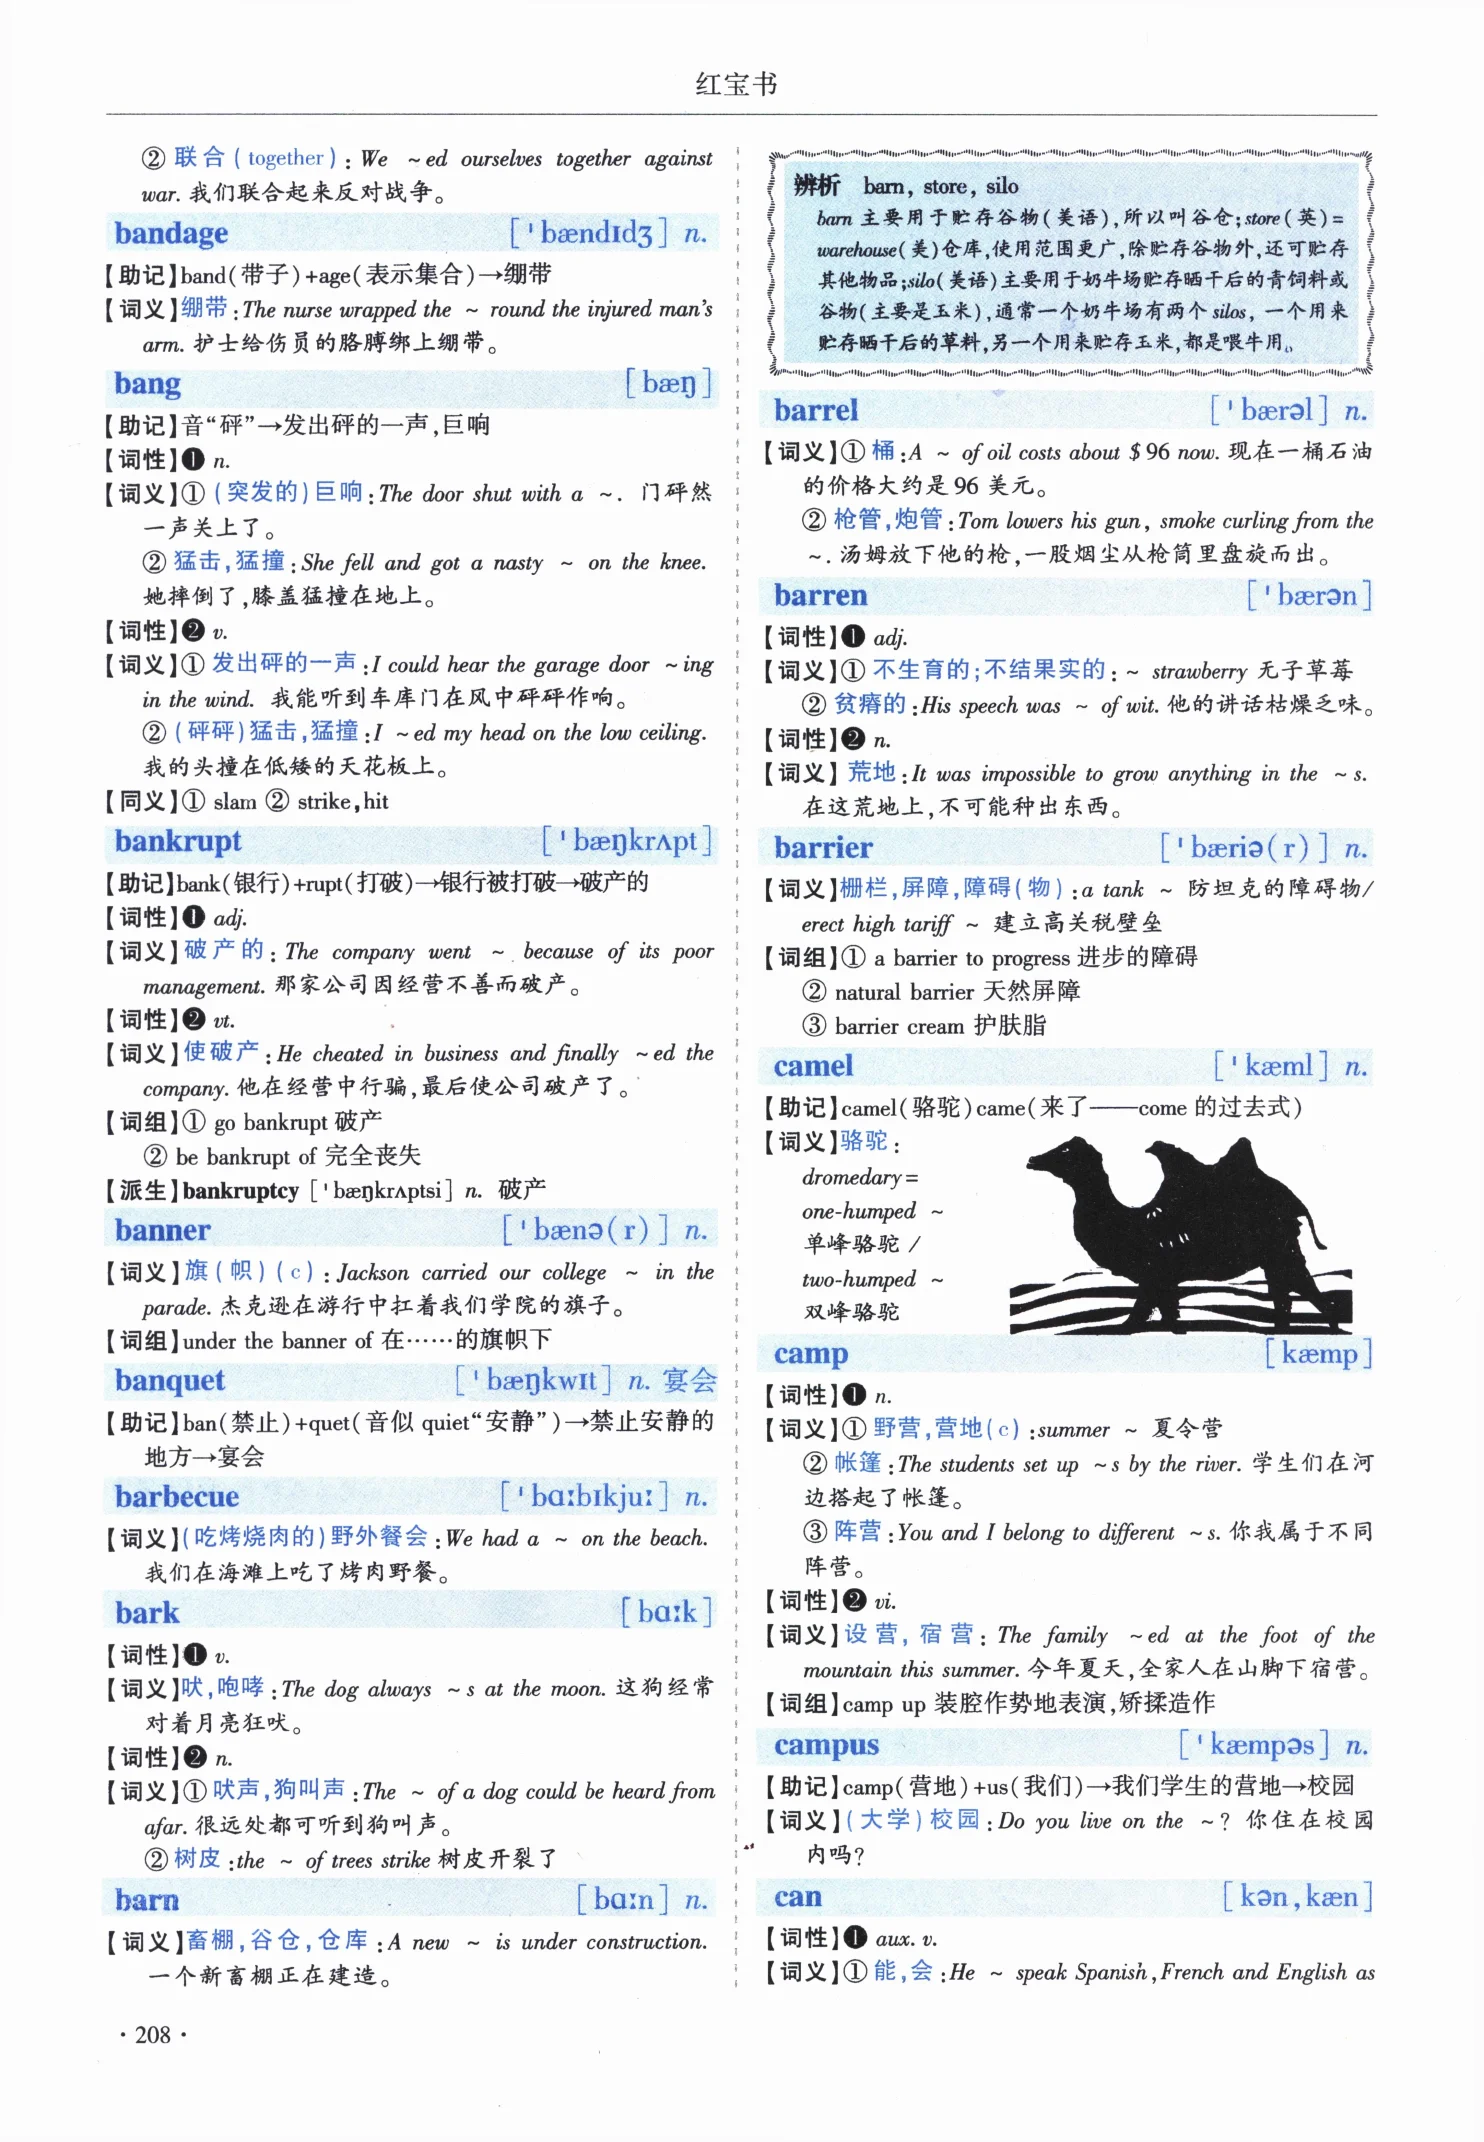 红宝书
② 联合(together): We ~ed ourselves together against
war. 我们联合起来反对战争。
bandage ['bændɪdʒ] n.
【助记】band(带子)+age(表示集合)→绷带
【词义】绷带:The nurse wrapped the ~ round the injured man's
arm. 护士给伤员的胳膊绑上绷带。
bang [bæŋ]
【助记】音“砰”→发出砰的一声,巨响
【词性】❶ n.
【词义】① (突发的)巨响:The door shut with a ~. 门砰然
一声关上了。
② 猛击,猛撞:She fell and got a nasty ~ on the knee.
她摔倒了,膝盖猛撞在地上。
【词性】❷ v.
【词义】① 发出砰的一声:I could hear the garage door ~ing
in the wind. 我能听到车库门在风中砰砰作响。
② (砰砰)猛击,猛撞:I ~ed my head on the low ceiling.
我的头撞在低矮的天花板上。
【同义】① slam ② strike,hit
bankrupt ['bæŋkrʌpt]
【助记】bank(银行)+rupt(打破)→银行被打破→破产的
【词性】❶ adj.
【词义】破产的: The company went ~ because of its poor
management. 那家公司因经营不善而破产。
【词性】❷ vt.
【词义】使破产:He cheated in business and finally ~ed the
company. 他在经营中行骗,最后使公司破产了。
【词组】① go bankrupt 破产
② be bankrupt of 完全丧失
【派生】bankruptcy ['bæŋkrʌptsi] n. 破产
banner ['bænə(r)] n.
【词义】旗(帜)(c):Jackson carried our college ~ in the
parade. 杰克逊在游行中扛着我们学院的旗子。
【词组】under the banner of 在……的旗帜下
banquet ['bæŋkwɪt] n. 宴会
【助记】ban(禁止)+quet(音似 quiet“安静”)→禁止安静的
地方→宴会
barbecue ['bɑːbɪkjuː] n.
【词义】(吃烤烧肉的)野外餐会:We had a ~ on the beach.
我们在海滩上吃了烤肉野餐。
bark [bɑːk]
【词性】❶ v.
【词义】吠,咆哮:The dog always ~s at the moon. 这狗经常
对着月亮狂吠。
【词性】❷ n.
【词义】① 吠声,狗叫声:The ~ of a dog could be heard from
afar. 很远处都可听到狗叫声。
② 树皮:the ~ of trees strike 树皮开裂了
barn [bɑːn] n.
【词义】畜棚,谷仓,仓库:A new ~ is under construction.
一个新畜棚正在建造。
· 208 ·
辨析 barn, store, silo
barn 主要用于贮存谷物(美语),所以叫谷仓;store(英)=
warehouse(美)仓库,使用范围更广,除贮存谷物外,还可贮存
其他物品;silo(美语)主要用于奶牛场贮存晒干后的青饲料或
谷物(主要是玉米),通常一个奶牛场有两个 silos, 一个用来
贮存晒干后的草料,另一个用来贮存玉米,都是喂牛用。
barrel ['bærəl] n.
【词义】① 桶:A ~ of oil costs about $96 now. 现在一桶石油
的价格大约是96 美元。
② 枪管,炮管:Tom lowers his gun, smoke curling from the
~. 汤姆放下他的枪,一股烟尘从枪筒里盘旋而出。
barren ['bærən]
【词性】❶ adj.
【词义】① 不生育的;不结果实的: ~ strawberry 无子草莓
② 贫瘠的:His speech was ~ of wit. 他的讲话枯燥乏味。
【词性】❷ n.
【词义】荒地:It was impossible to grow anything in the ~s.
在这荒地上,不可能种出东西。
barrier ['bæriə(r)] n.
【词义】栅栏,屏障,障碍(物):a tank ~ 防坦克的障碍物/
erect high tariff ~ 建立高关税壁垒
【词组】① a barrier to progress 进步的障碍
② natural barrier 天然屏障
③ barrier cream 护肤脂
camel ['kæml] n.
【助记】camel(骆驼)came(来了——come 的过去式)
【词义】骆驼:
dromedary=
one-humped ~
单峰骆驼 /
two-humped ~
双峰骆驼
camp [kæmp]
【词性】❶ n.
【词义】① 野营,营地(c):summer ~ 夏令营
② 帐篷:The students set up ~s by the river. 学生们在河
边搭起了帐篷。
③ 阵营:You and I belong to different ~s. 你我属于不同
阵营。
【词性】❷ vi.
【词义】设营, 宿营: The family ~ed at the foot of the
mountain this summer. 今年夏天,全家人在山脚下宿营。
【词组】camp up 装腔作势地表演,矫揉造作
campus ['kæmpəs] n.
【助记】camp(营地)+us(我们)→我们学生的营地→校园
【词义】(大学)校园:Do you live on the ~? 你住在校园
内吗?
can [kən,kæn]
【词性】❶ aux. v.
【词义】① 能,会:He ~ speak Spanish,French and English as